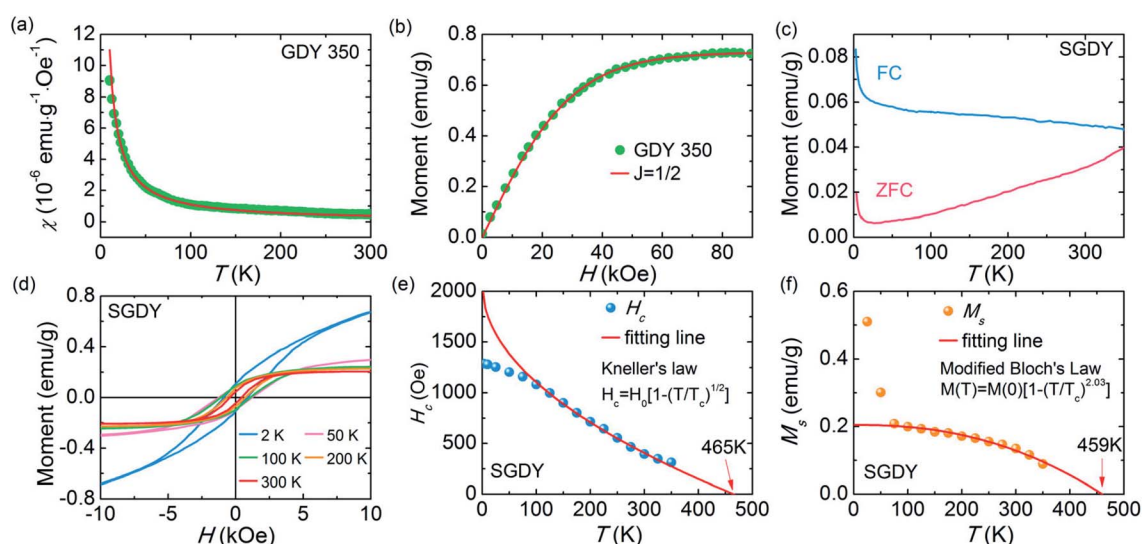 (a)
GDY 350
12
10
8
6
4
2
0
χ (10⁻⁶ emu·g⁻¹·Oe⁻¹)
0 100 200 300
T (K)
(b)
0.8
0.6
0.4
0.2
0.0
Moment (emu/g)
GDY 350
J=1/2
0 20 40 60 80
H (kOe)
(c)
SGDY
0.08
0.06
0.04
0.02
0.00
Moment (emu/g)
FC
ZFC
0 100 200 300
T (K)
(d)
SGDY
0.8
0.4
0.0
-0.4
-0.8
Moment (emu/g)
2 K 50 K
100 K 200 K
300 K
-10 -5 0 5 10
H (kOe)
(e)
2000
1500
1000
500
0
H_c (Oe)
H_c
fitting line
Kneller's law
H_c=H_0[1-(T/T_c)^{1/2}]
465K
SGDY
0 100 200 300 400 500
T (K)
(f)
0.6
0.4
0.2
0.0
M_s (emu/g)
M_s
fitting line
Modified Bloch's Law
M(T)=M(0)[1-(T/T_c)^{2.03}]
459K
SGDY
0 100 200 300 400 500
T (K)